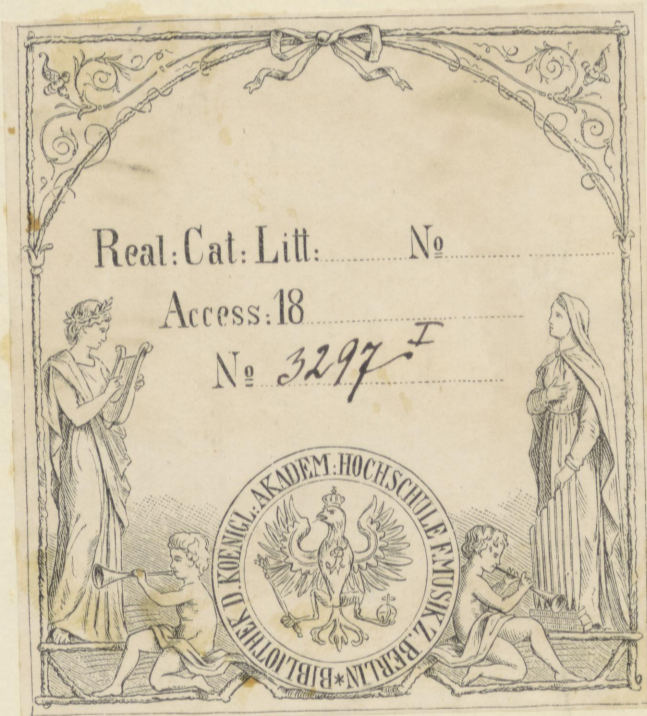 Real: Cat: Litt: № 
Access: 18
№ 3297 I
BIBLIOTHEK D. KOENIGL: AKADEM: HOCHSCHULE F. MUSIK Z. BERLIN *